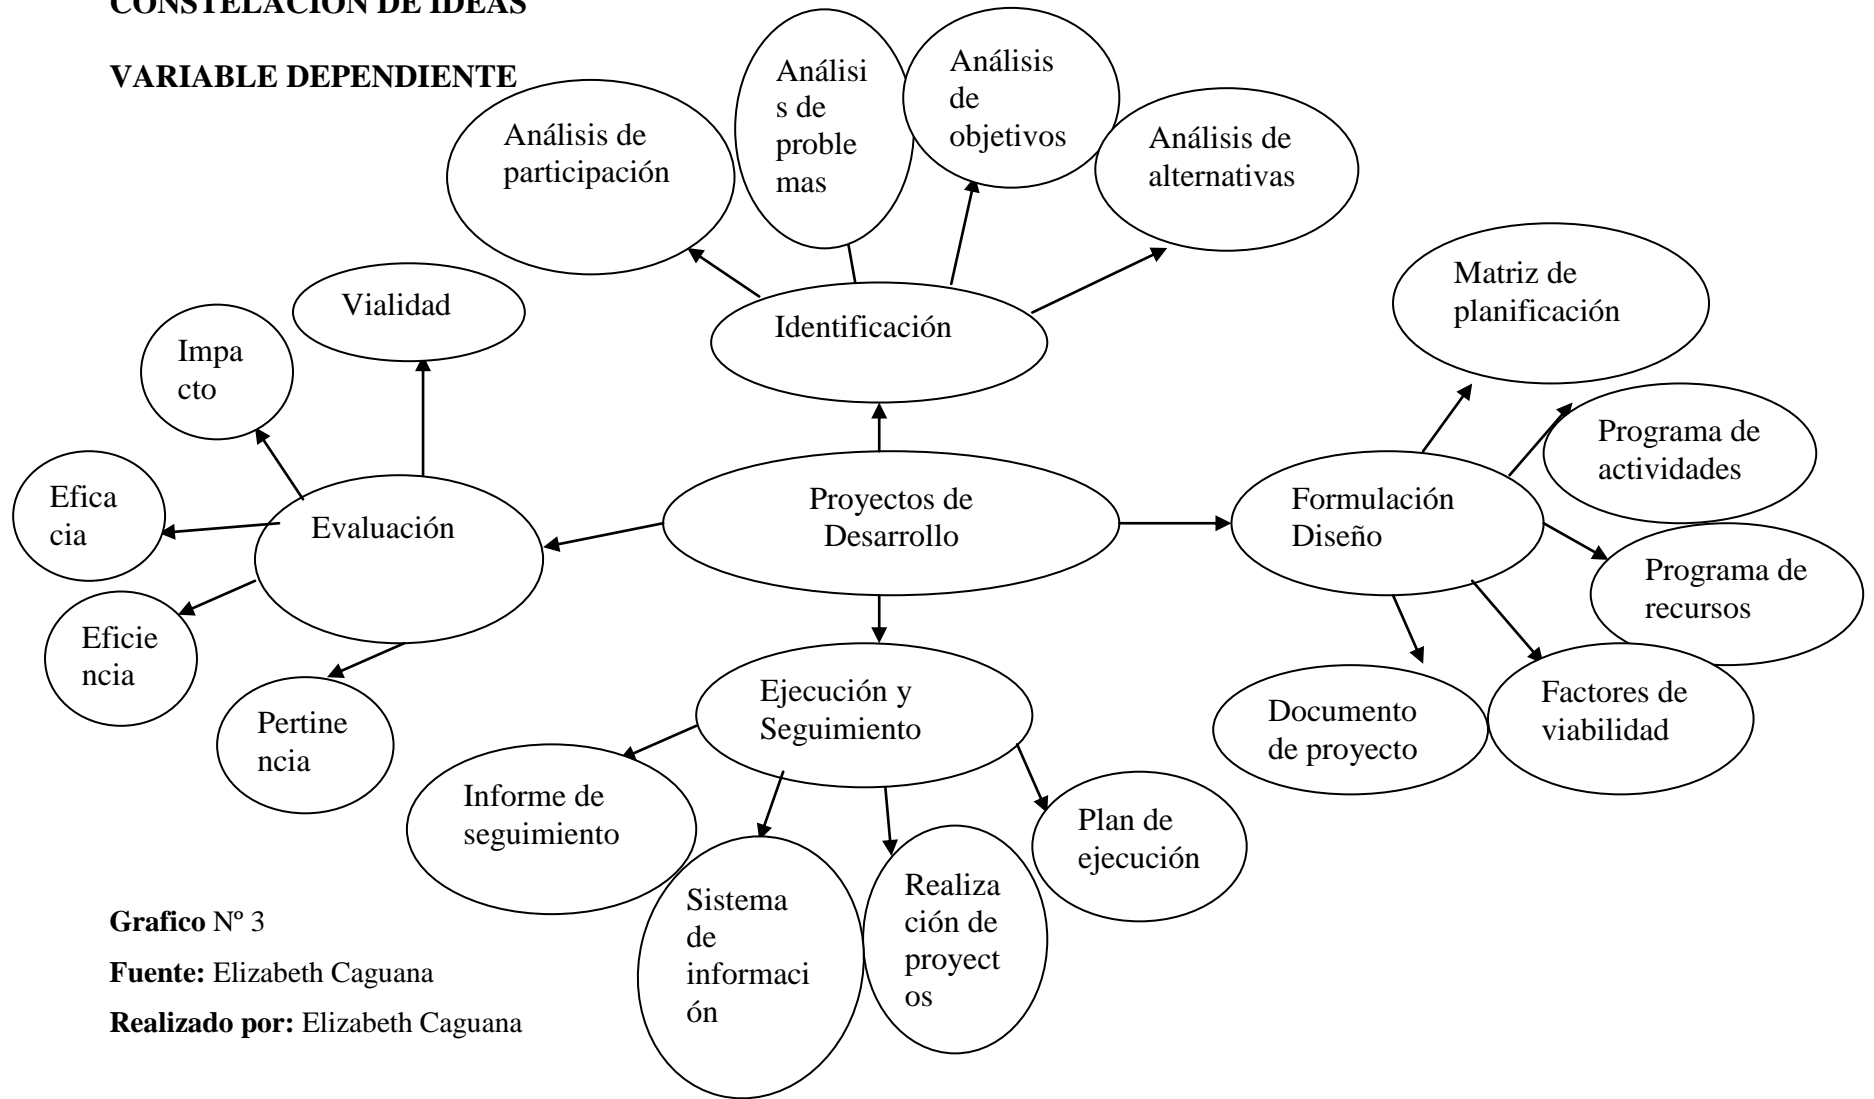 CONSTELACIÓN DE IDEAS
VARIABLE DEPENDIENTE
Análisis de
participación
Análisi
s de
proble
mas
Análisis
de
objetivos
Análisis de
alternativas
Identificación
Vialidad
Impa
cto
Efica
cia
Eficie
ncia
Pertine
ncia
Evaluación
Proyectos de
Desarrollo
Formulación
Diseño
Matriz de
planificación
Programa de
actividades
Programa de
recursos
Factores de
viabilidad
Documento
de proyecto
Ejecución y
Seguimiento
Informe de
seguimiento
Sistema
de
informaci
ón
Realiza
ción de
proyect
os
Plan de
ejecución
Grafico Nº 3
Fuente: Elizabeth Caguana
Realizado por: Elizabeth Caguana